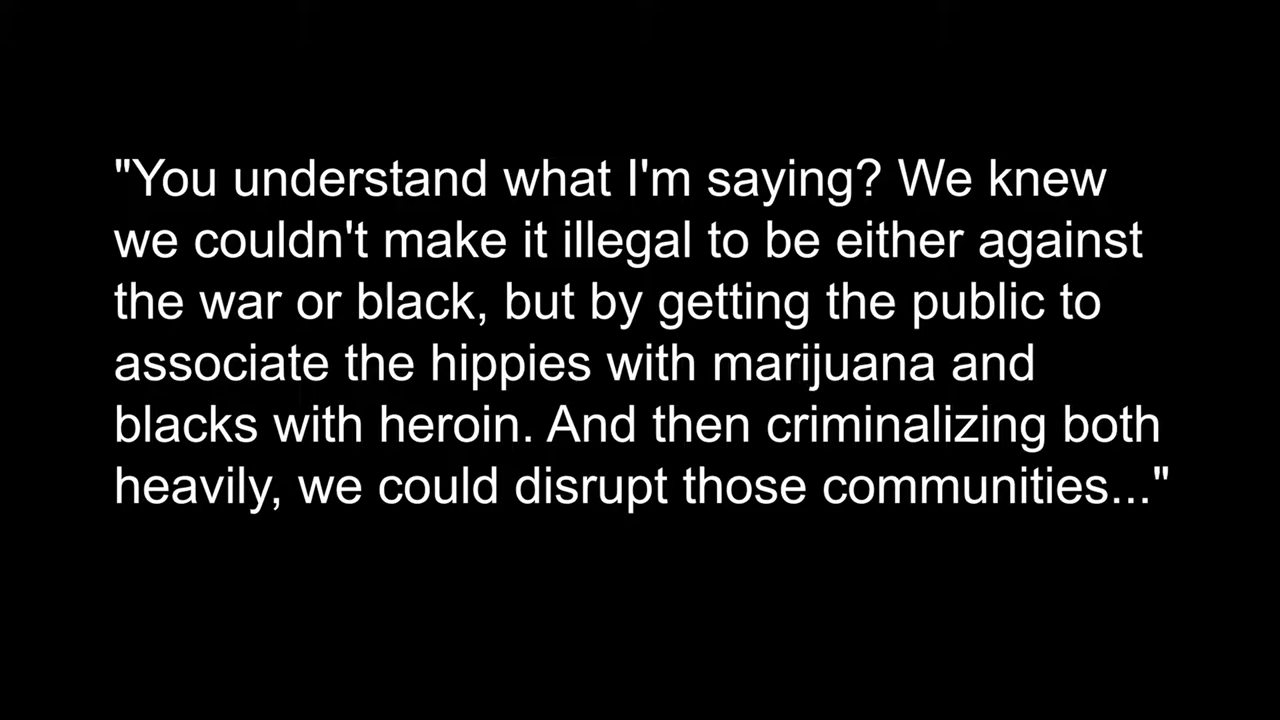 "You understand what I'm saying? We knew
we couldn't make it illegal to be either against
the war or black, but by getting the public to
associate the hippies with marijuana and
blacks with heroin. And then criminalizing both
heavily, we could disrupt those communities..."